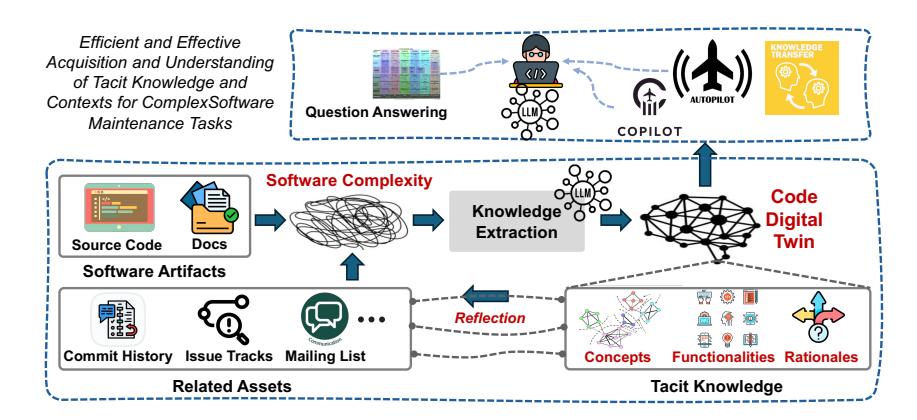 Efficient and Effective
Acquisition and Understanding
of Tacit Knowledge and
Contexts for ComplexSoftware
Maintenance Tasks
Question Answering
</>
LLM
COPILOT
AUTOPILOT
KNOWLEDGE
TRANSFER
Source Code
Docs
Software Artifacts
Software Complexity
Knowledge
Extraction
LLM
Code
Digital
Twin
Commit History
Issue Tracks
Communication
Mailing List
Related Assets
Reflection
Concepts
Functionalities
?
Rationales
Tacit Knowledge